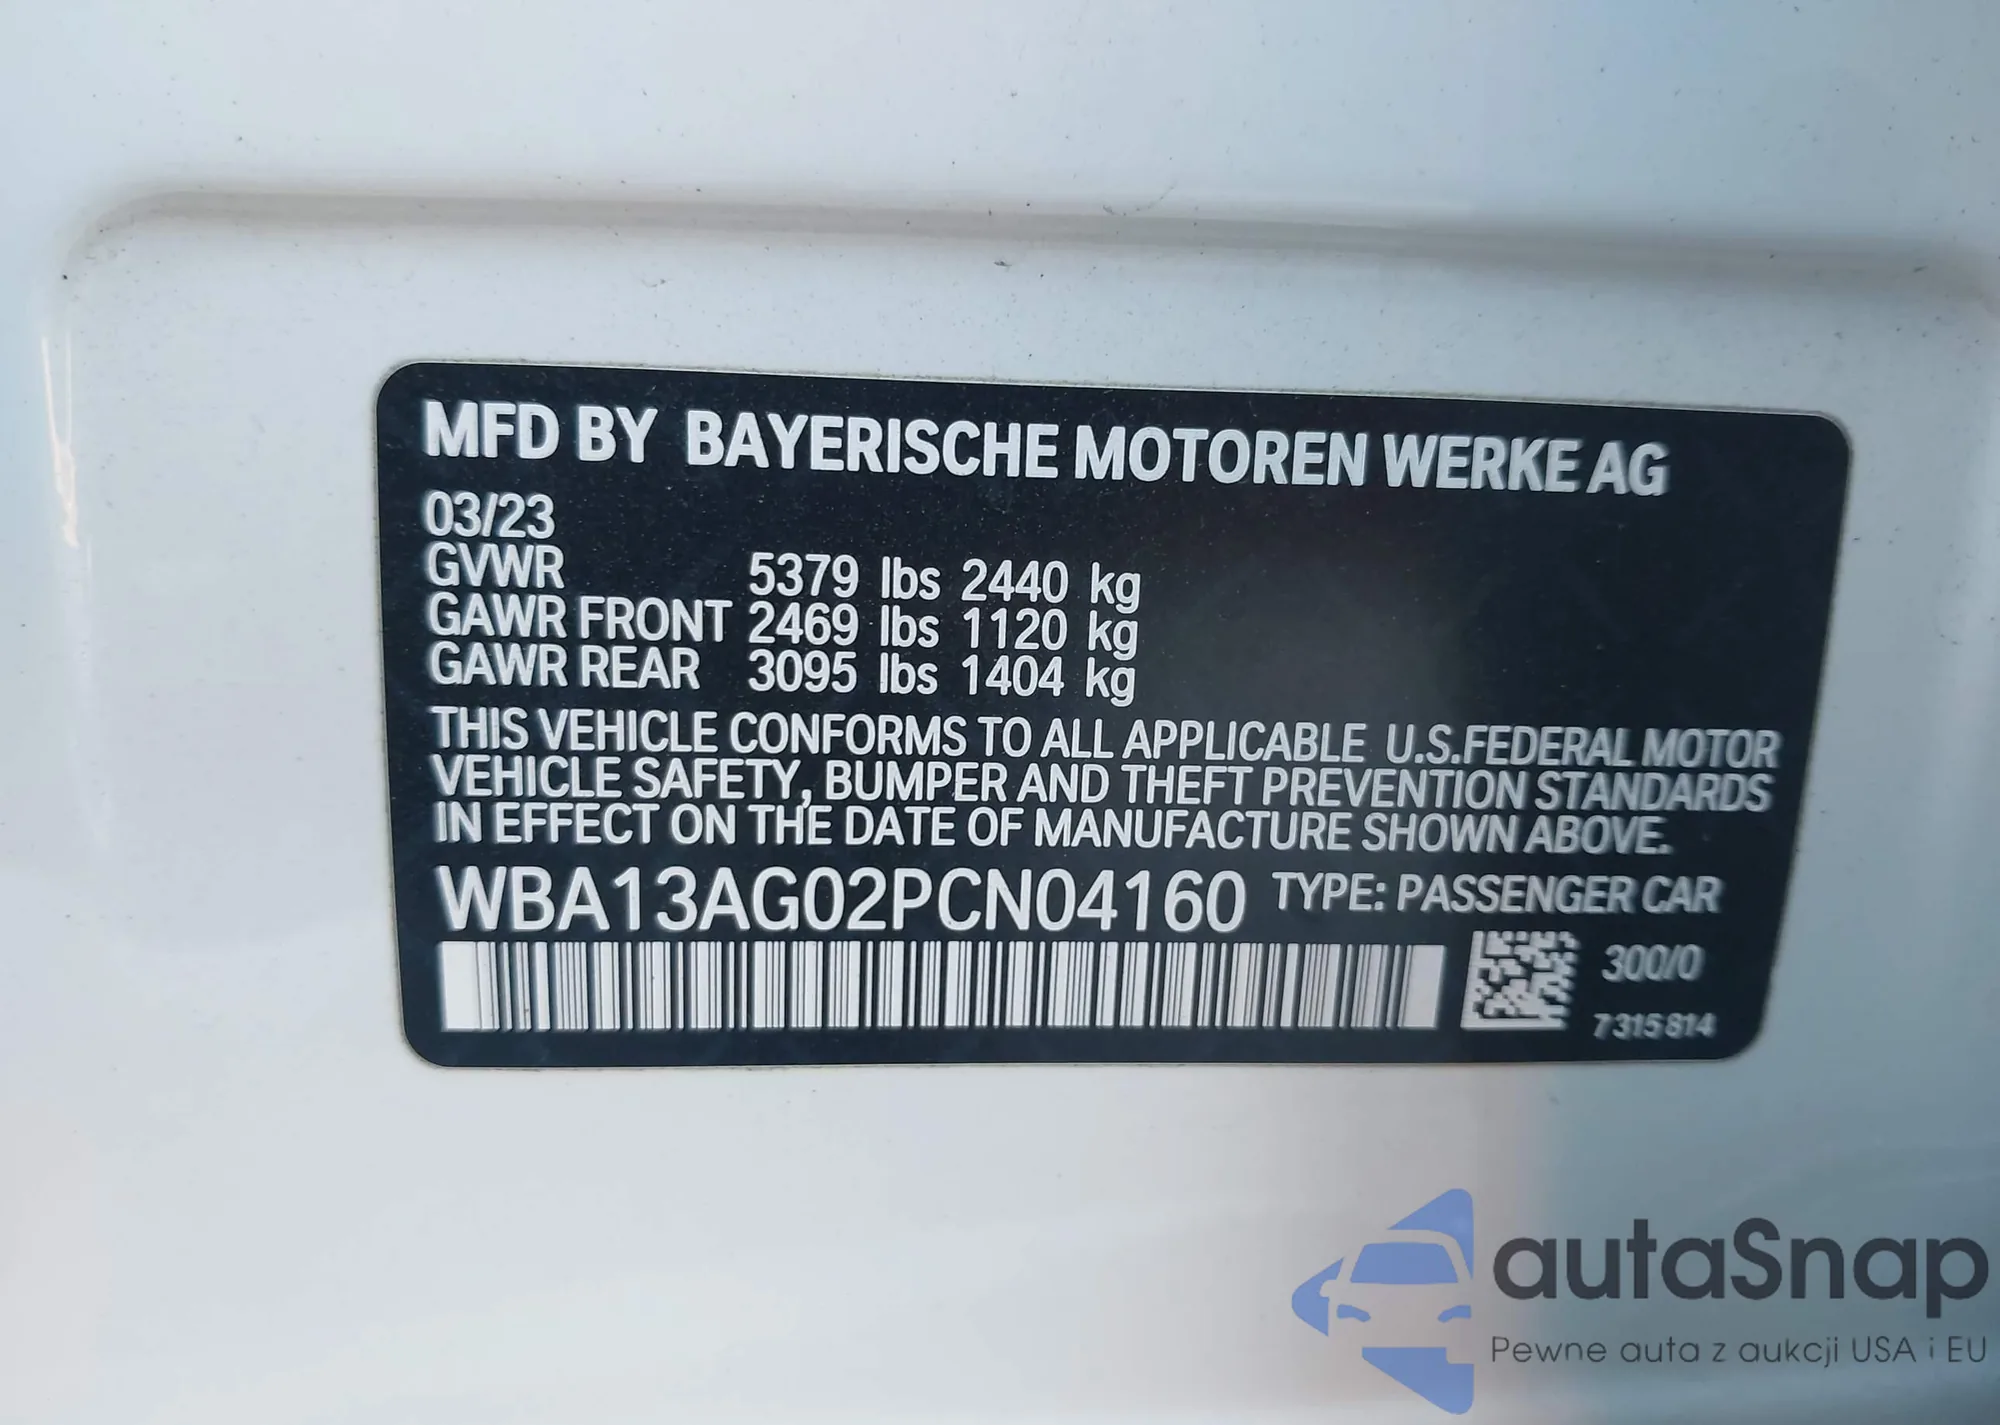 MFD BY BAYERISCHE MOTOREN WERKE AG
03/23
GVWR 5379 lbs 2440 kg
GAWR FRONT 2469 lbs 1120 kg
GAWR REAR 3095 lbs 1404 kg
THIS VEHICLE CONFORMS TO ALL APPLICABLE U.S.FEDERAL MOTOR
VEHICLE SAFETY, BUMPER AND THEFT PREVENTION STANDARDS
IN EFFECT ON THE DATE OF MANUFACTURE SHOWN ABOVE.
WBA13AG02PCN04160 TYPE: PASSENGER CAR
300/0
7315814
autaSnap
Pewne auta z aukcji USA i EU